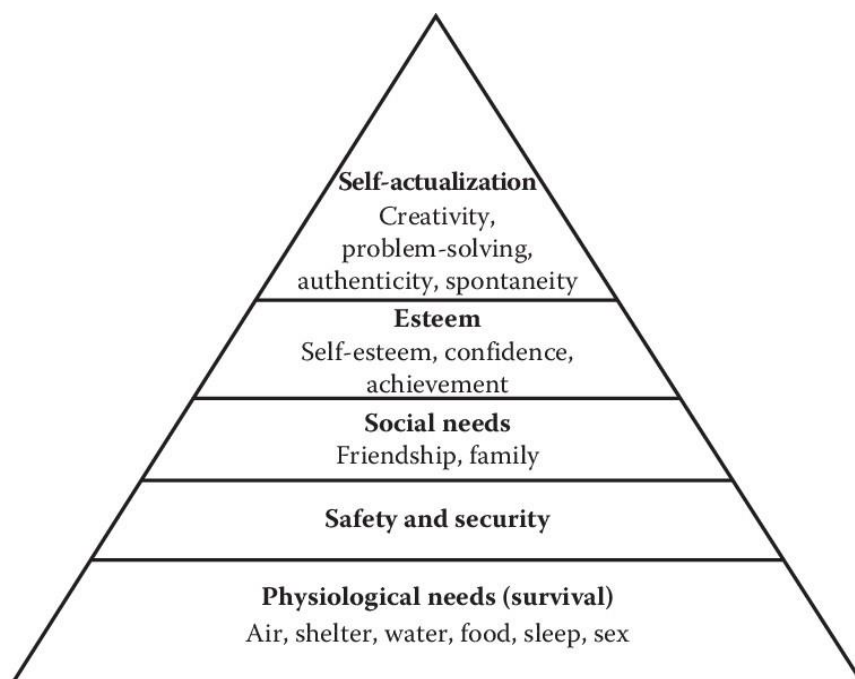 Self-actualization
Creativity,
problem-solving,
authenticity, spontaneity
Esteem
Self-esteem, confidence,
achievement
Social needs
Friendship, family
Safety and security
Physiological needs (survival)
Air, shelter, water, food, sleep, sex